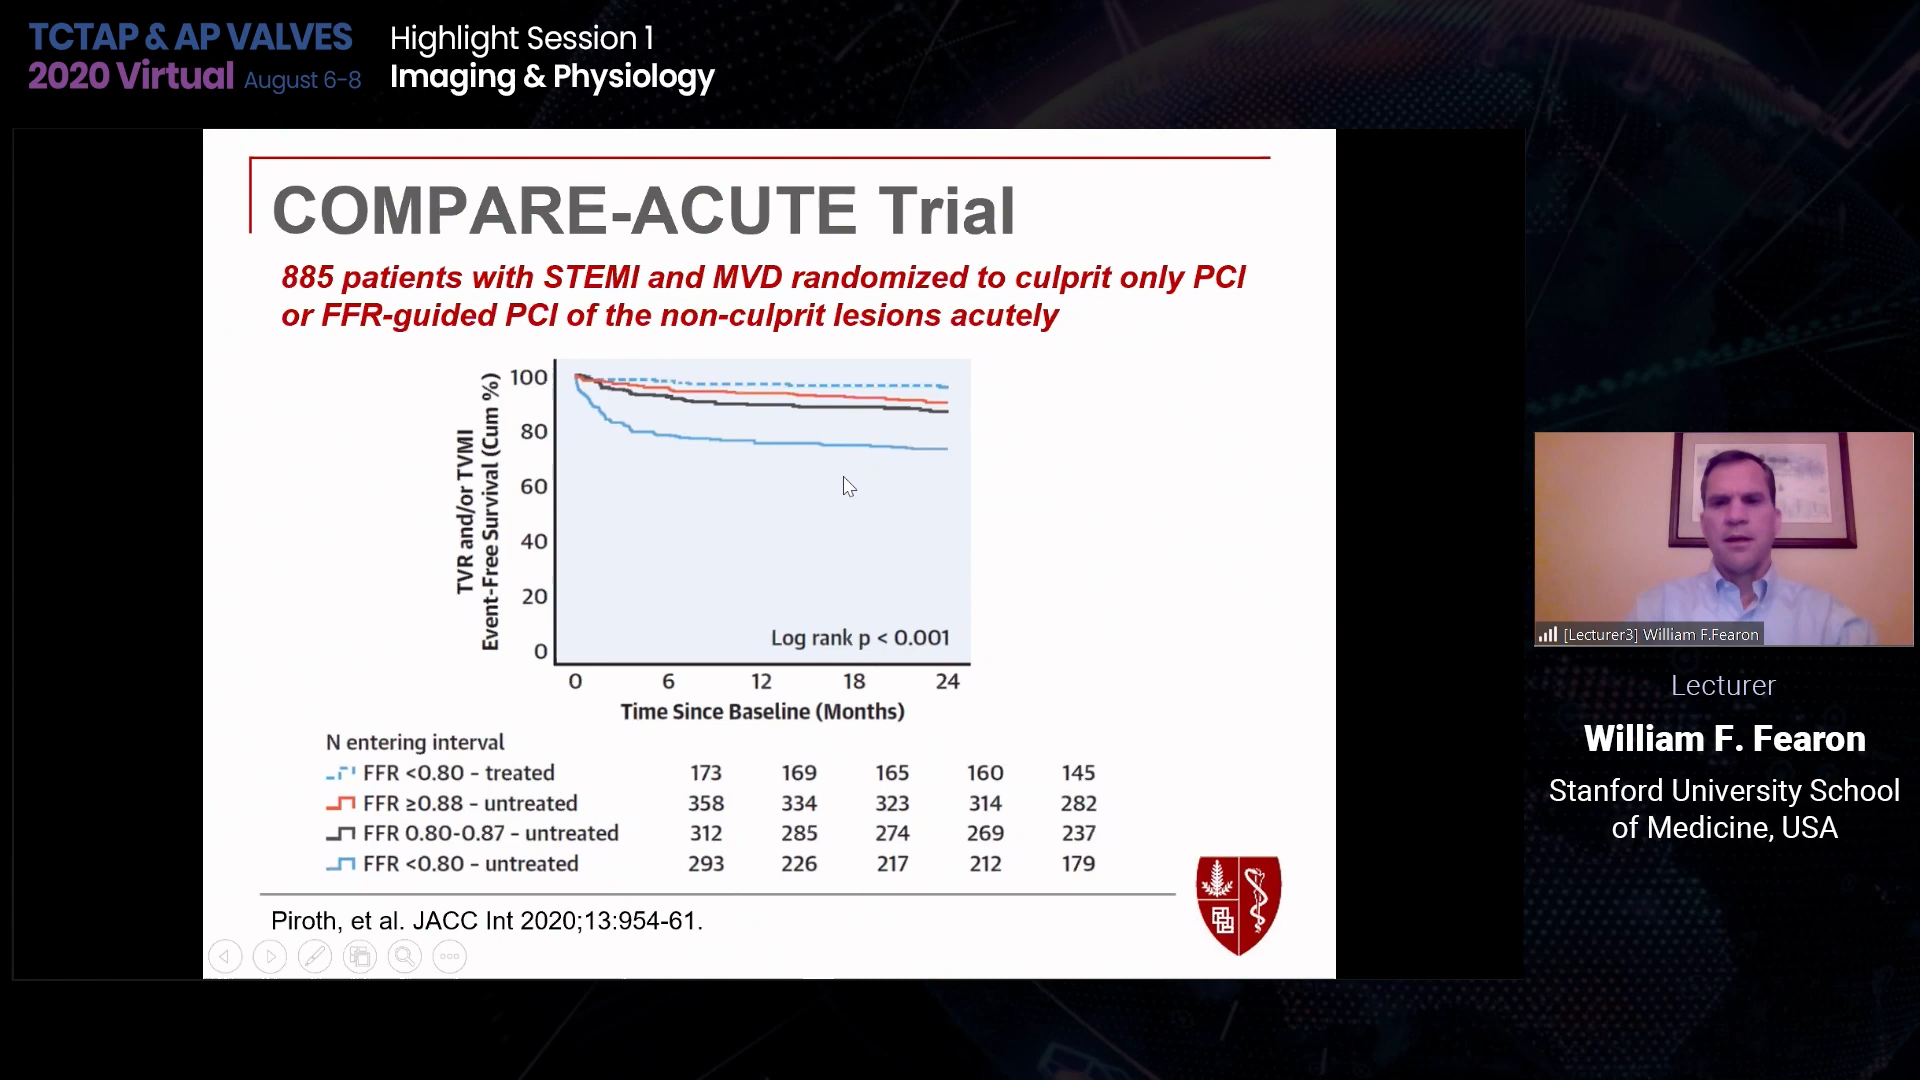 TCTAP & AP VALVES
2020 Virtual August 6-8
Highlight Session 1
Imaging & Physiology
COMPARE-ACUTE Trial
885 patients with STEMI and MVD randomized to culprit only PCI
or FFR-guided PCI of the non-culprit lesions acutely
TVR and/or TVMI
Event-Free Survival (Cum %)
100
80
60
40
20
0
Log rank p < 0.001
0 6 12 18 24
Time Since Baseline (Months)
N entering interval
FFR <0.80 - treated 173 169 165 160 145
FFR ≥0.88 - untreated 358 334 323 314 282
FFR 0.80-0.87 - untreated 312 285 274 269 237
FFR <0.80 - untreated 293 226 217 212 179
Piroth, et al. JACC Int 2020;13:954-61.
[Lecturer3] William F.Fearon
Lecturer
William F. Fearon
Stanford University School
of Medicine, USA